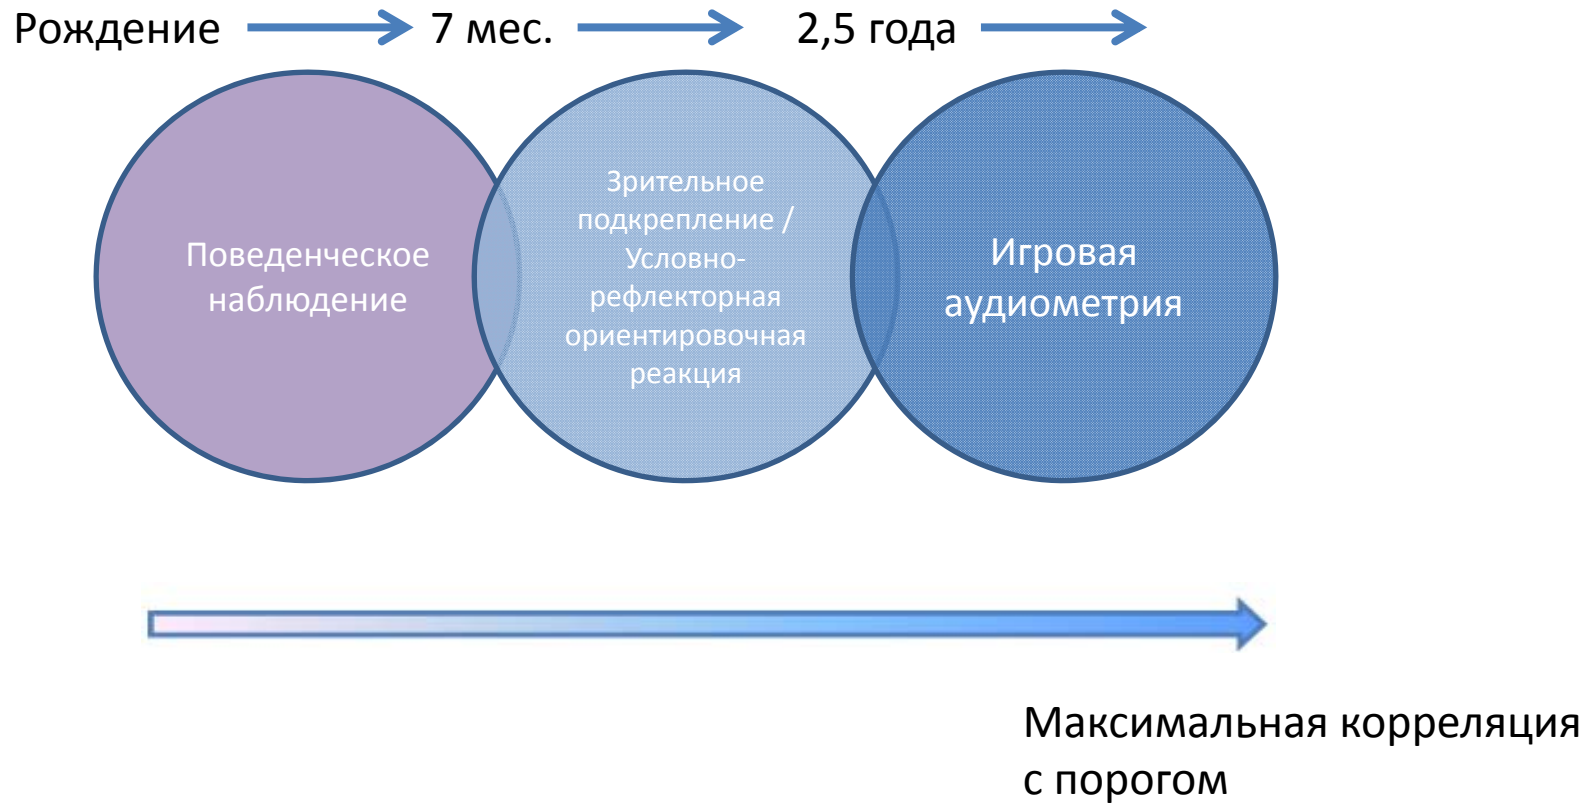 Рождение
7 мес.
2,5 года
Поведенческое
наблюдение
Зрительное
подкрепление /
Условно-
рефлекторная
ориентировочная
реакция
Игровая
аудиометрия
Максимальная корреляция
с порогом